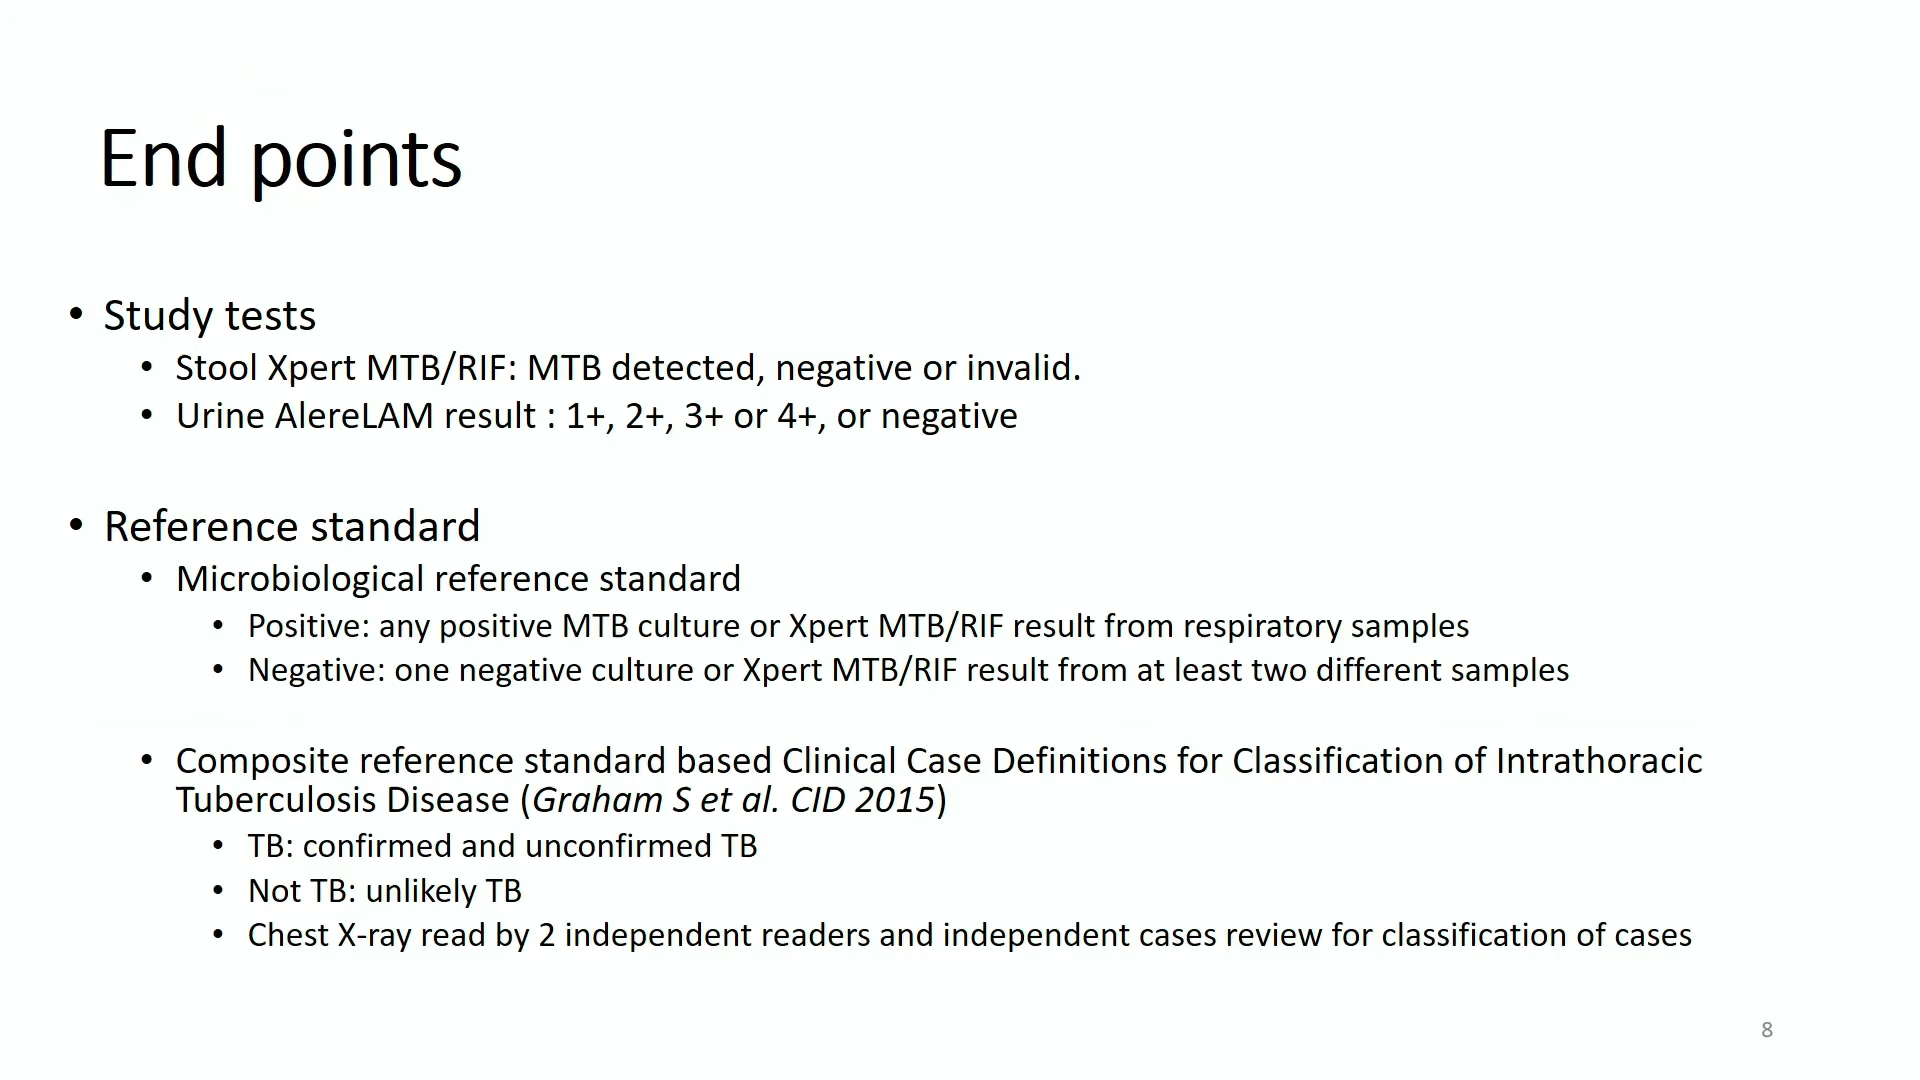 End points
• Study tests
• Stool Xpert MTB/RIF: MTB detected, negative or invalid.
• Urine AlereLAM result : 1+, 2+, 3+ or 4+, or negative
• Reference standard
• Microbiological reference standard
• Positive: any positive MTB culture or Xpert MTB/RIF result from respiratory samples
• Negative: one negative culture or Xpert MTB/RIF result from at least two different samples
• Composite reference standard based Clinical Case Definitions for Classification of Intrathoracic
Tuberculosis Disease (Graham S et al. CID 2015)
• TB: confirmed and unconfirmed TB
• Not TB: unlikely TB
• Chest X-ray read by 2 independent readers and independent cases review for classification of cases
8